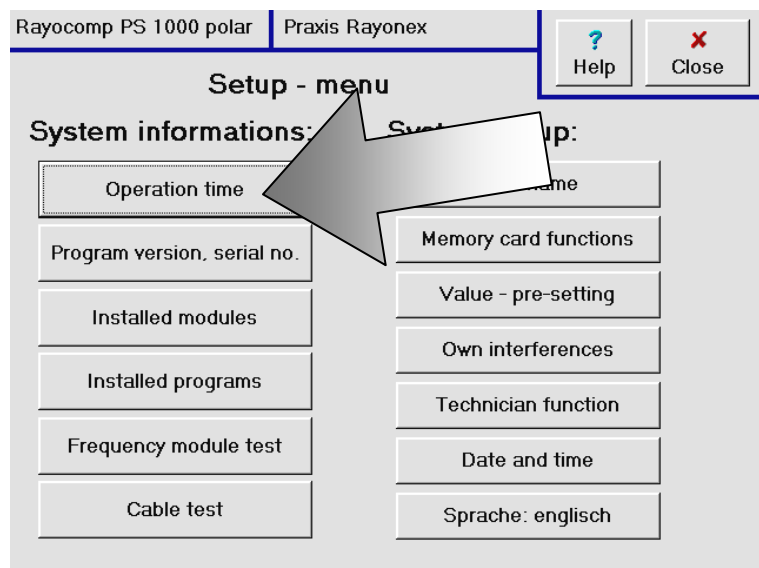 Rayocomp PS 1000 polar
Praxis Rayonex
?
Help
✗
Close
Setup - menu
System informations:
Operation time
Program version, serial no.
Installed modules
Installed programs
Frequency module test
Cable test
up:
Memory card functions
Value - pre-setting
Own interferences
Technician function
Date and time
Sprache: englisch